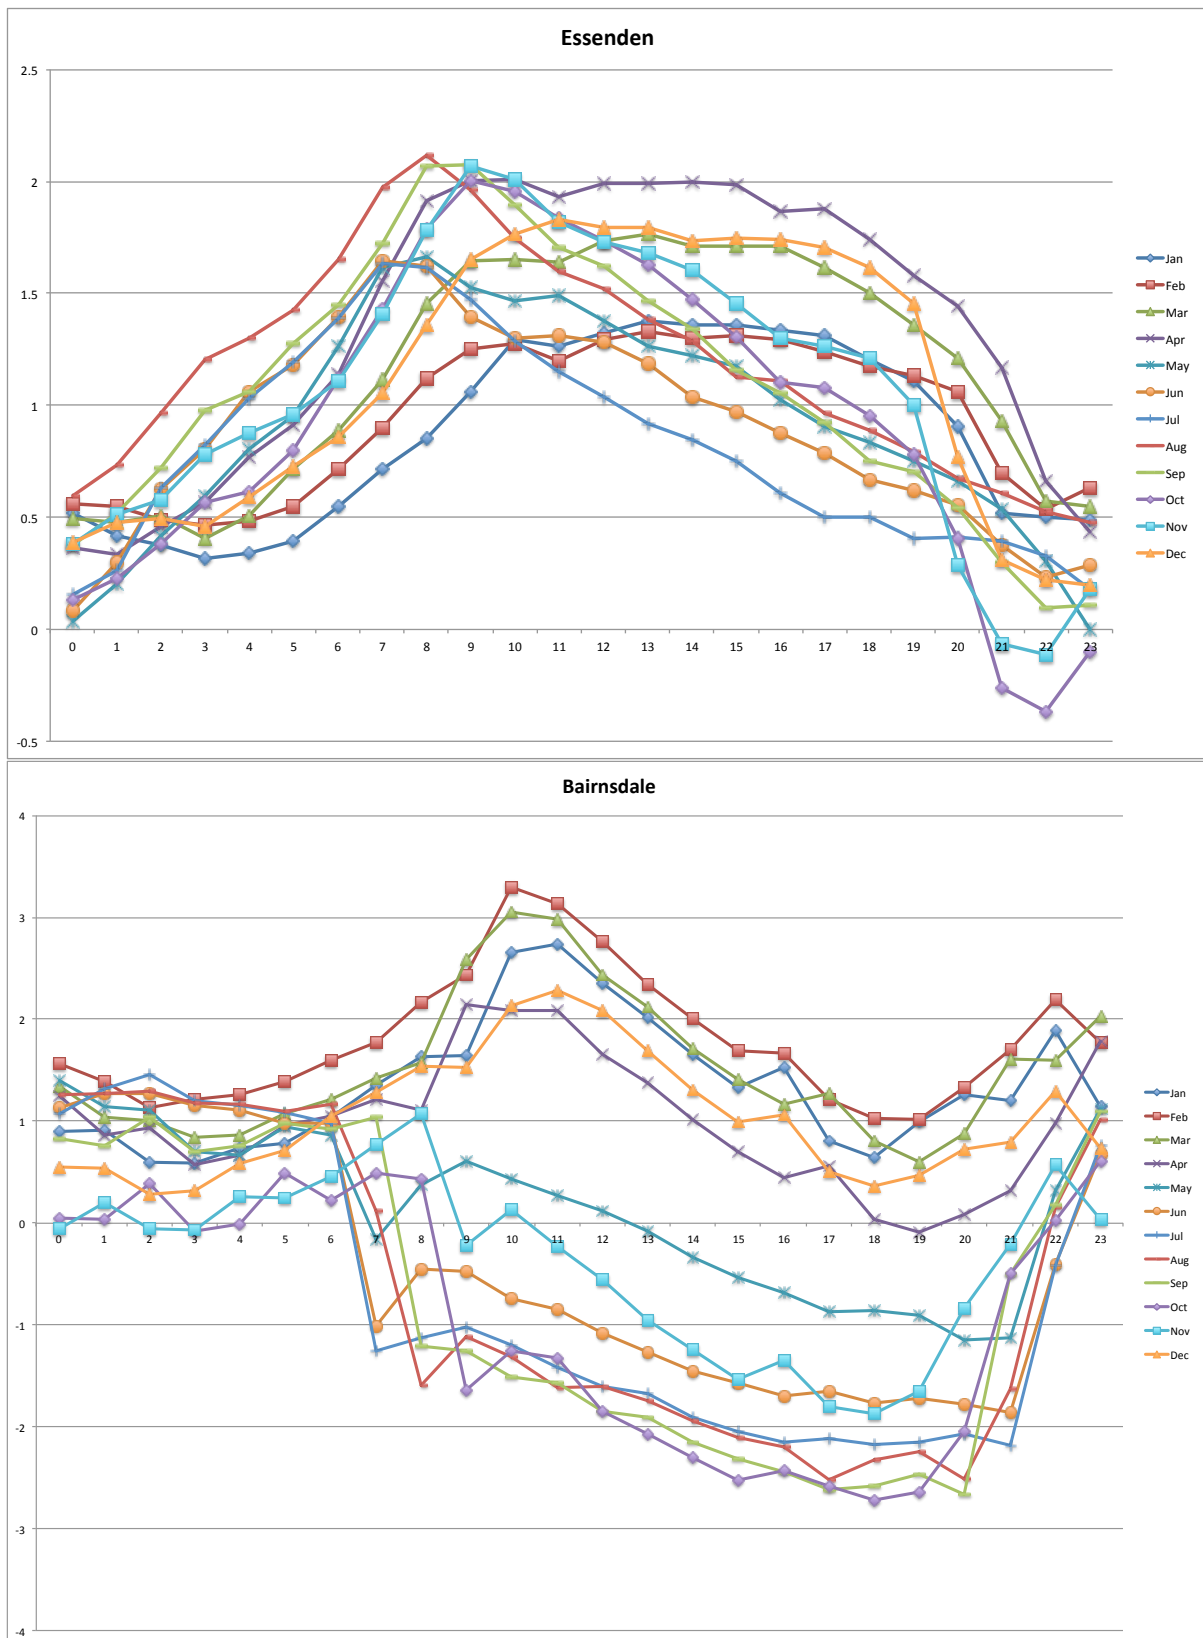 Essenden
2.5
2
1.5
1
0.5
0
-0.5
0 1 2 3 4 5 6 7 8 9 10 11 12 13 14 15 16 17 18 19 20 21 22 23
Jan
Feb
Mar
Apr
May
Jun
Jul
Aug
Sep
Oct
Nov
Dec
Bairnsdale
4
3
2
1
0
-1
-2
-3
-4
0 1 2 3 4 5 6 7 8 9 10 11 12 13 14 15 16 17 18 19 20 21 22 23
Jan
Feb
Mar
Apr
May
Jun
Jul
Aug
Sep
Oct
Nov
Dec